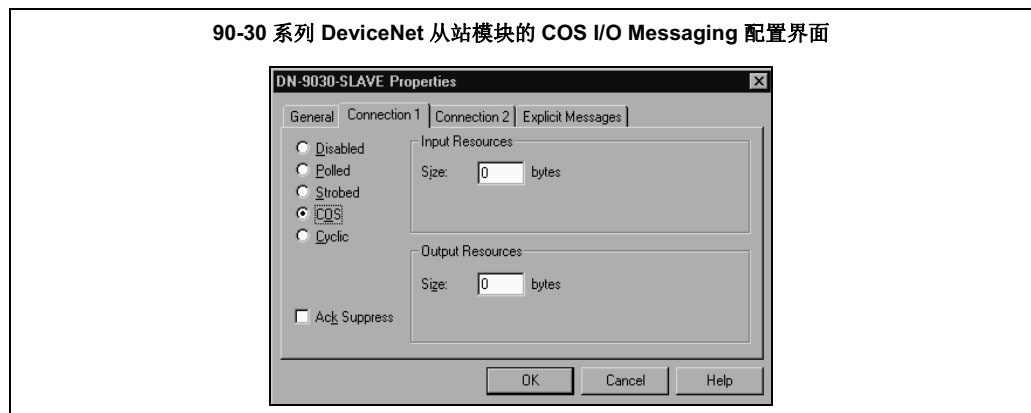 90-30 系列 DeviceNet 从站模块的 COS I/O Messaging 配置界面
DN-9030-SLAVE Properties
General Connection 1 Connection 2 Explicit Messages
Disabled
Polled
Strobed
COS
Cyclic
Ack Suppress
Input Resources
Size: 0 bytes
Output Resources
Size: 0 bytes
OK Cancel Help